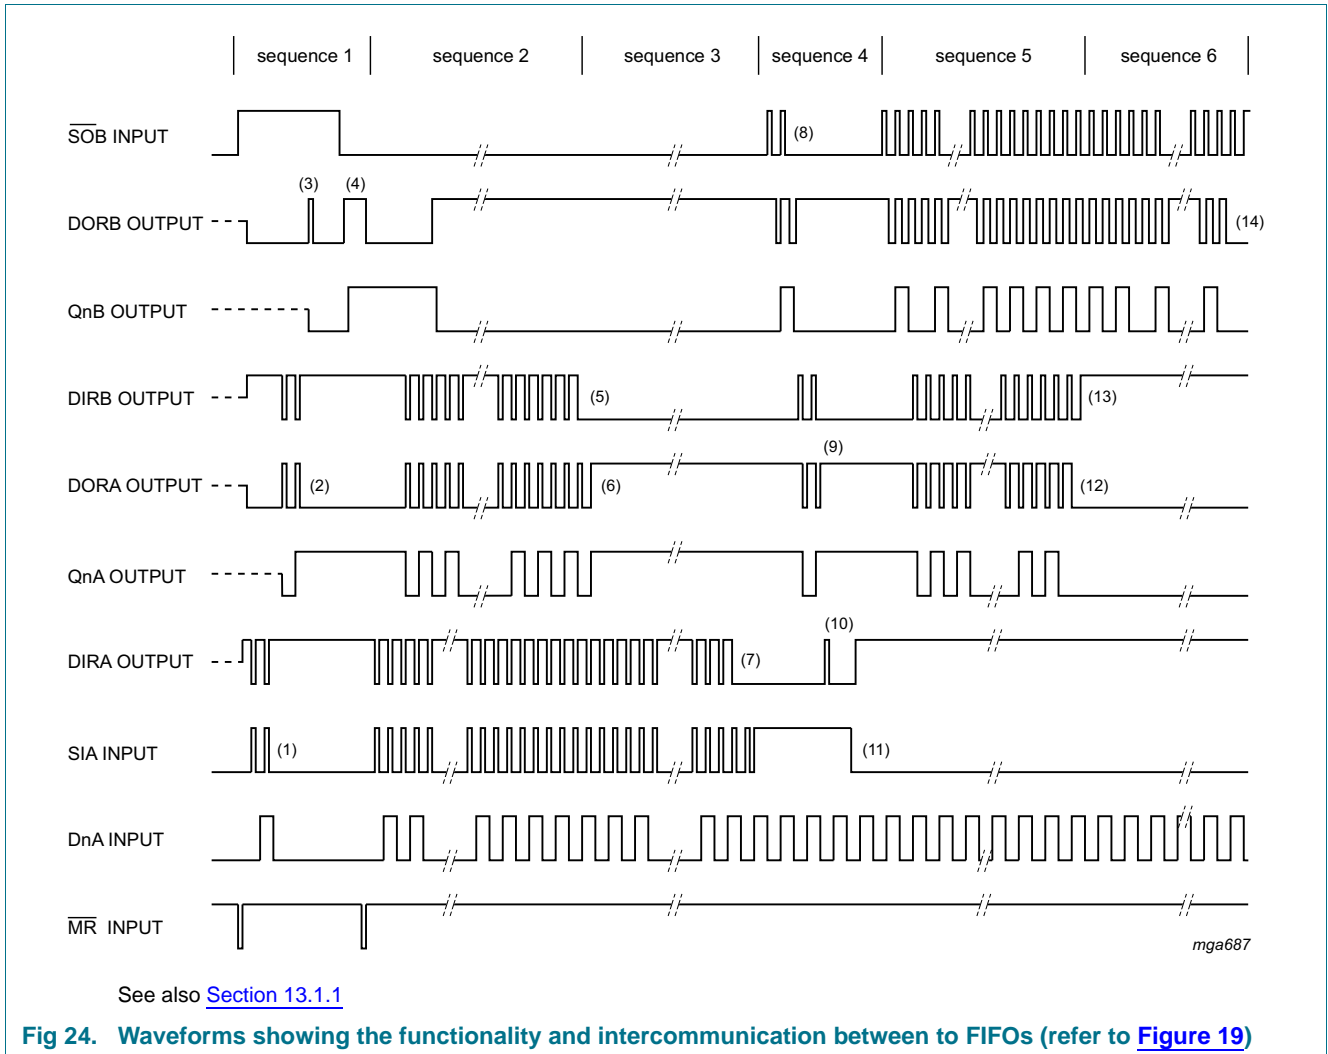 sequence 1 sequence 2 sequence 3 sequence 4 sequence 5 sequence 6
SOB INPUT (8)
(3) (4)
DORB OUTPUT (14)
QnB OUTPUT
DIRB OUTPUT (5) (13)
(9)
DORA OUTPUT (2) (6) (12)
QnA OUTPUT
(10)
DIRA OUTPUT (7)
SIA INPUT (1) (11)
DnA INPUT
MR INPUT
mga687
See also Section 13.1.1
Fig 24. Waveforms showing the functionality and intercommunication between to FIFOs (refer to Figure 19)